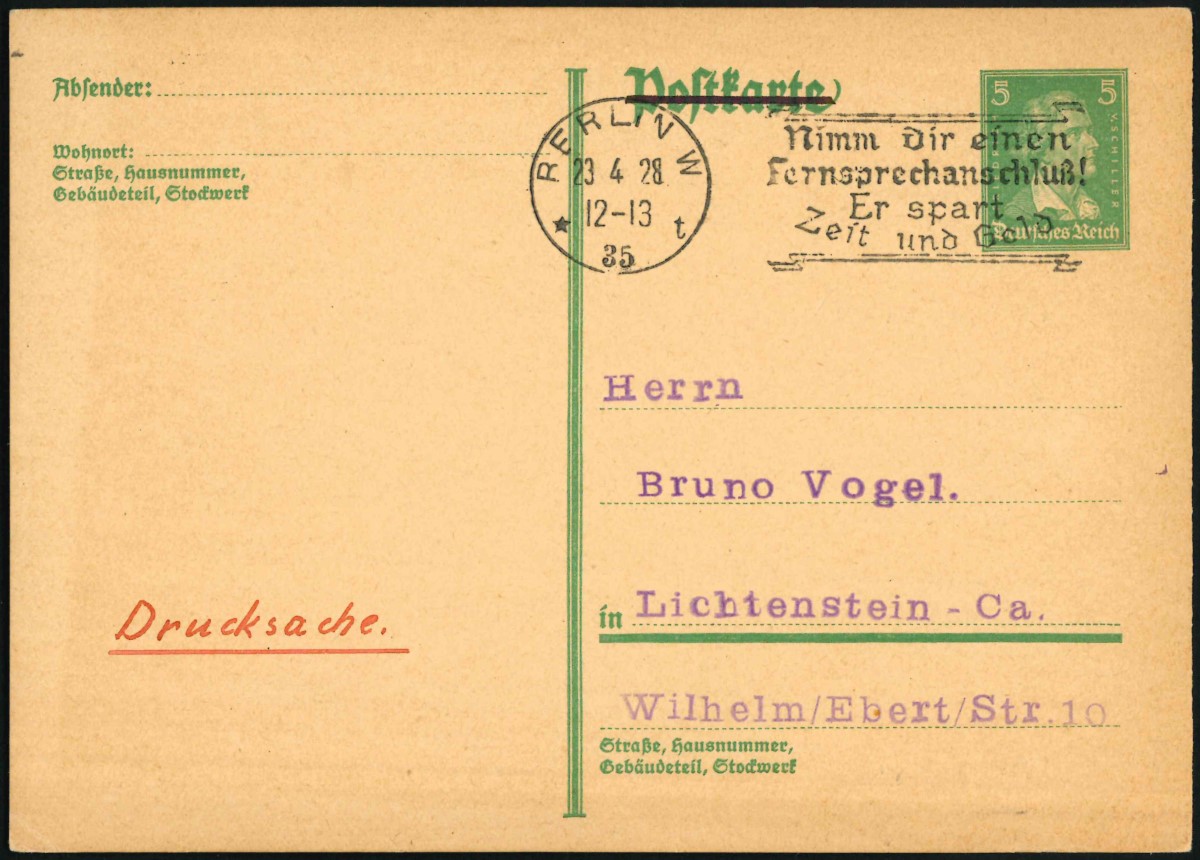 Absender:
Wohnort:
Straße, Hausnummer,
Gebäudeteil, Stockwerk
Postkarte
BERLIN W
23 4 28
12-13
★ t
35
Nimm dir einen
Fernsprechanschluß!
Er spart
Zeit und Geld
5 5
SCHILLER
Deutsches Reich
Herrn
Bruno Vogel.
in Lichtenstein - Ca.
Wilhelm/Ebert/Str.10
Straße, Hausnummer,
Gebäudeteil, Stockwerk
Drucksache.